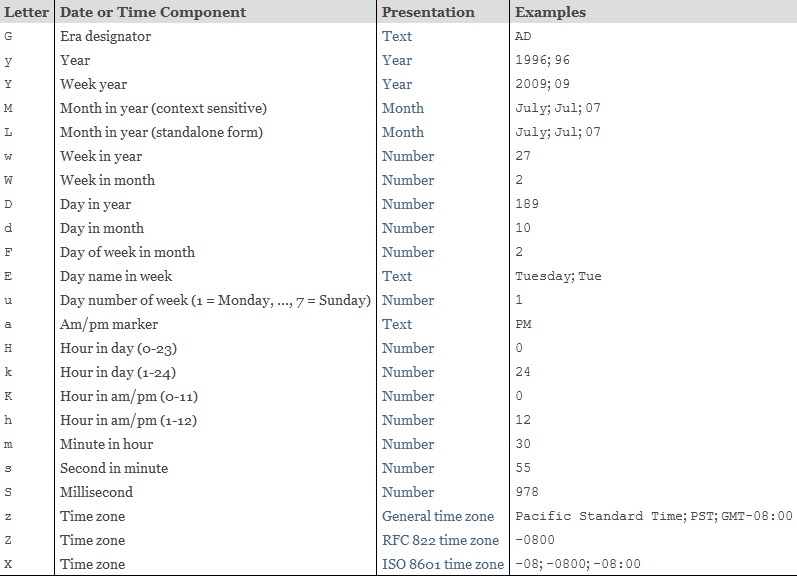 Letter Date or Time Component Presentation Examples
G Era designator Text AD
y Year Year 1996; 96
Y Week year Year 2009; 09
M Month in year (context sensitive) Month July; Jul; 07
L Month in year (standalone form) Month July; Jul; 07
w Week in year Number 27
W Week in month Number 2
D Day in year Number 189
d Day in month Number 10
F Day of week in month Number 2
E Day name in week Text Tuesday; Tue
u Day number of week (1 = Monday, ..., 7 = Sunday) Number 1
a Am/pm marker Text PM
H Hour in day (0-23) Number 0
k Hour in day (1-24) Number 24
K Hour in am/pm (0-11) Number 0
h Hour in am/pm (1-12) Number 12
m Minute in hour Number 30
s Second in minute Number 55
S Millisecond Number 978
z Time zone General time zone Pacific Standard Time; PST; GMT-08:00
Z Time zone RFC 822 time zone -0800
X Time zone ISO 8601 time zone -08; -0800; -08:00